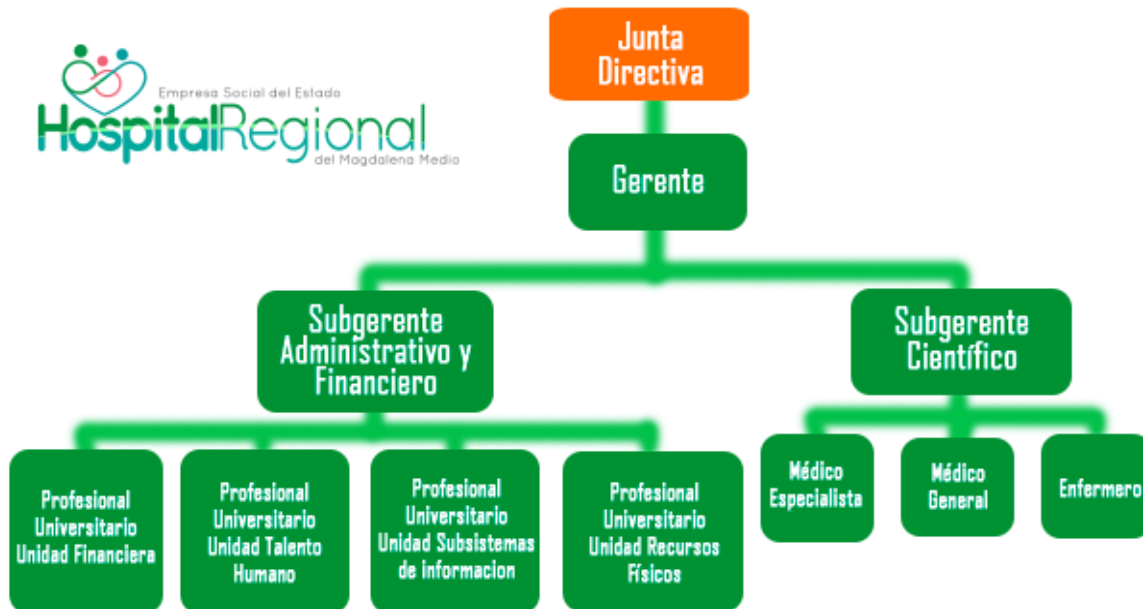 Empresa Social del Estado
HospitalRegional
del Magdalena Medio
Junta
Directiva
Gerente
Subgerente
Administrativo y
Financiero
Subgerente
Científico
Profesional
Universitario
Unidad Financiera
Profesional
Universitario
Unidad Talento
Humano
Profesional
Universitario
Unidad Subsistemas
de informacion
Profesional
Universitario
Unidad Recursos
Físicos
Médico
Especialista
Médico
General
Enfermero